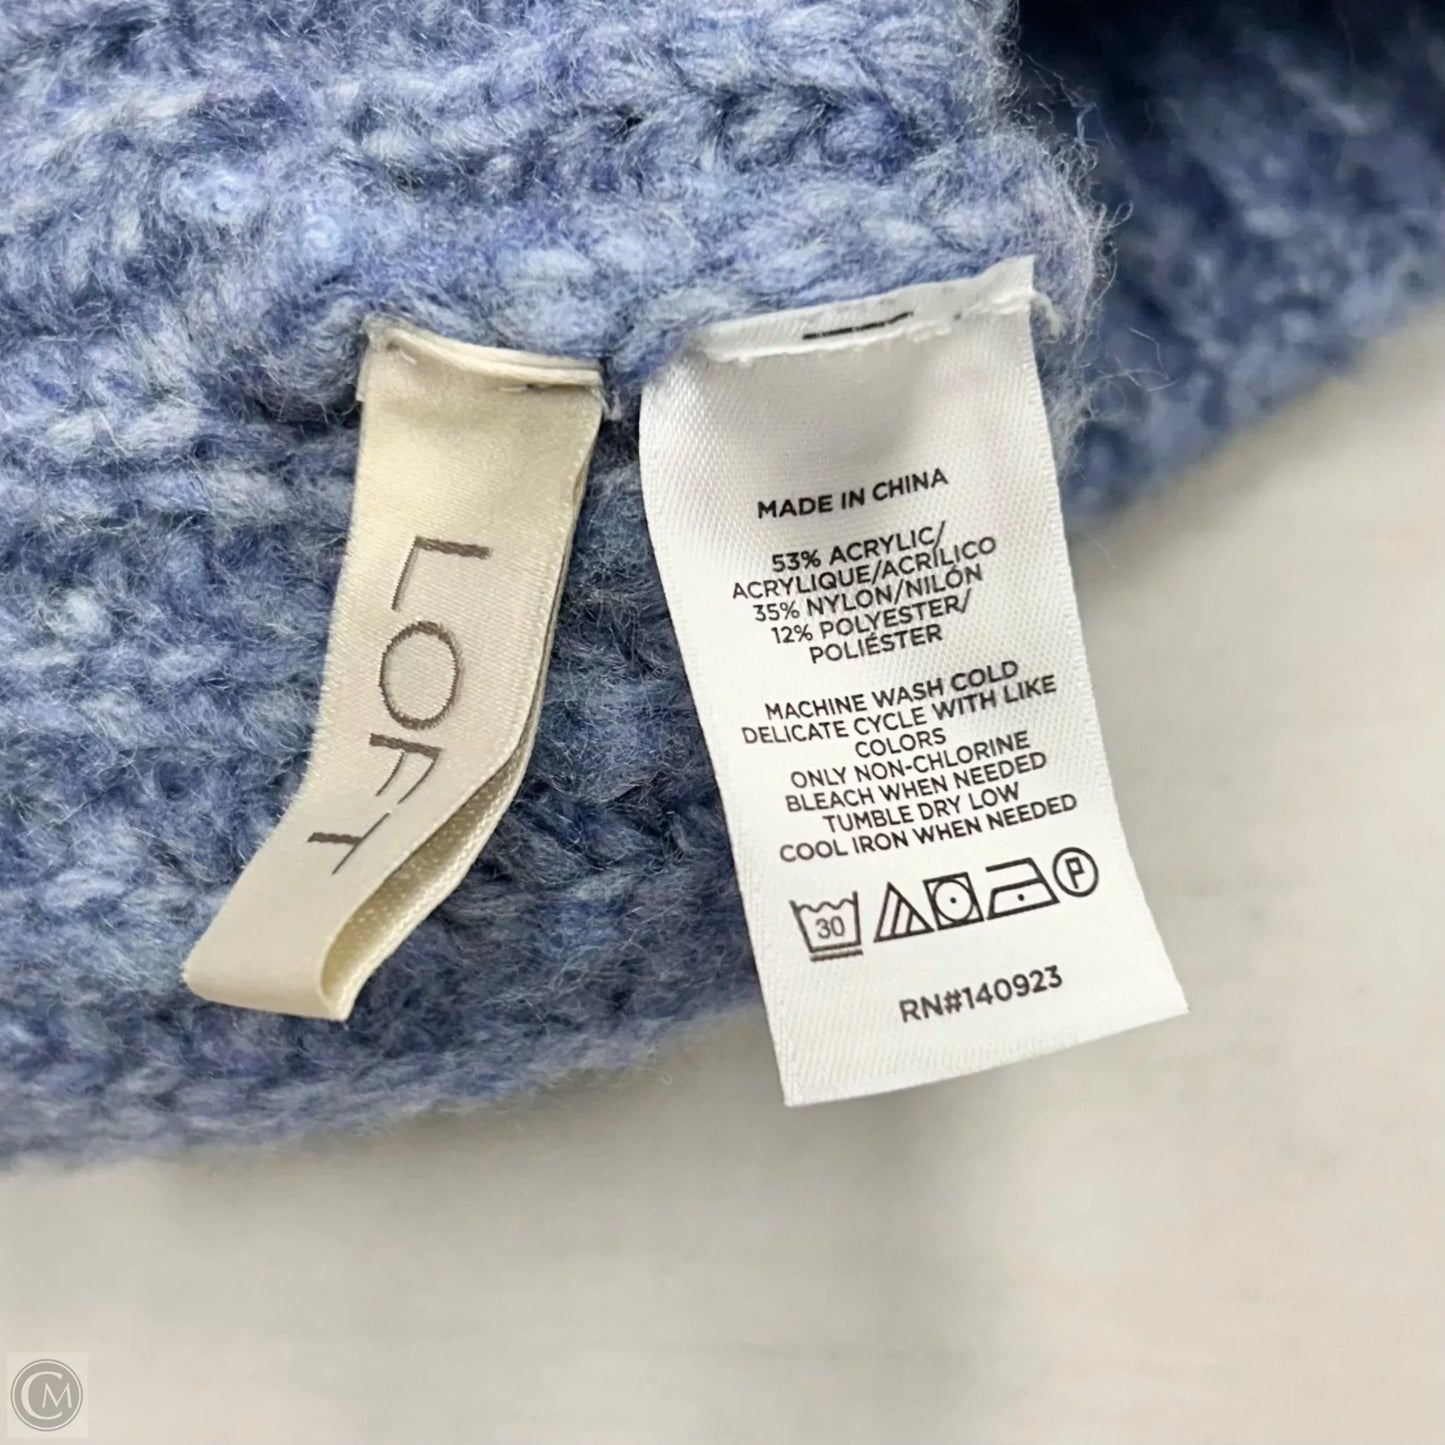 LOFT
MADE IN CHINA
53% ACRYLIC/
ACRYLIQUE/ACRÍLICO
35% NYLON/NILÓN
12% POLYESTER/
POLIÉSTER
MACHINE WASH COLD
DELICATE CYCLE WITH LIKE
COLORS
ONLY NON-CHLORINE
BLEACH WHEN NEEDED
TUMBLE DRY LOW
COOL IRON WHEN NEEDED
30 P
RN#140923
CM